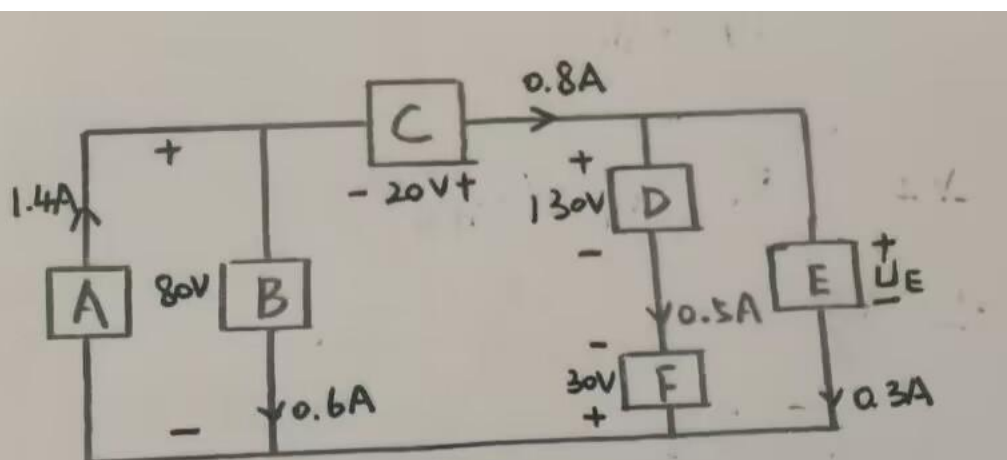 0.8A
C
+
1.4A
- 20V +
+
130V
D
-
A
80V
B
E
+
UE
-
0.5A
-
30V
F
+
0.6A
0.3A
-